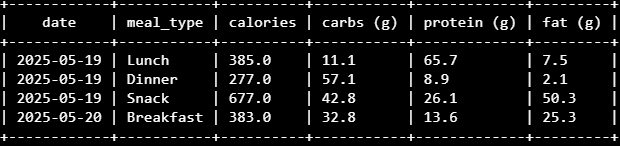 +------------+-----------+----------+-----------+-------------+---------+
| date | meal_type | calories | carbs (g) | protein (g) | fat (g) |
+------------+-----------+----------+-----------+-------------+---------+
| 2025-05-19 | Lunch | 385.0 | 11.1 | 65.7 | 7.5 |
| 2025-05-19 | Dinner | 277.0 | 57.1 | 8.9 | 2.1 |
| 2025-05-19 | Snack | 677.0 | 42.8 | 26.1 | 50.3 |
| 2025-05-20 | Breakfast | 383.0 | 32.8 | 13.6 | 25.3 |
+------------+-----------+----------+-----------+-------------+---------+